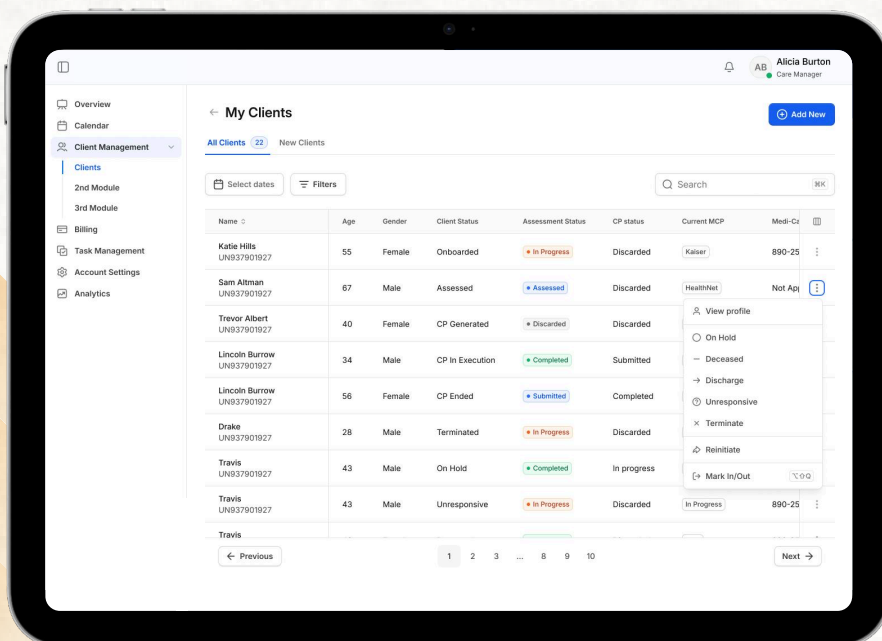 AB
Alicia Burton
Care Manager
Overview
Calendar
Client Management
Clients
2nd Module
3rd Module
Billing
Task Management
Account Settings
Analytics
← My Clients
Add New
All Clients 22 New Clients
Select dates Filters
Search ⌘K
Name Age Gender Client Status Assessment Status CP status Current MCP Medi-Ca
Katie Hills
UN937901927
55 Female Onboarded In Progress Discarded Kaiser 890-25
Sam Altman
UN937901927
67 Male Assessed Assessed Discarded HealthNet Not Ap
Trevor Albert
UN937901927
40 Female CP Generated Discarded Discarded
Lincoln Burrow
UN937901927
34 Male CP In Execution Completed Submitted
Lincoln Burrow
UN937901927
56 Female CP Ended Submitted Completed
Drake
UN937901927
28 Male Terminated In Progress Discarded
Travis
UN937901927
43 Male On Hold Completed In progress
Travis
UN937901927
43 Male Unresponsive In Progress Discarded In Progress 890-25
Travis
View profile
On Hold
Deceased
Discharge
Unresponsive
Terminate
Reinitiate
Mark In/Out ⌥⇧Q
← Previous
1 2 3 ... 8 9 10
Next →